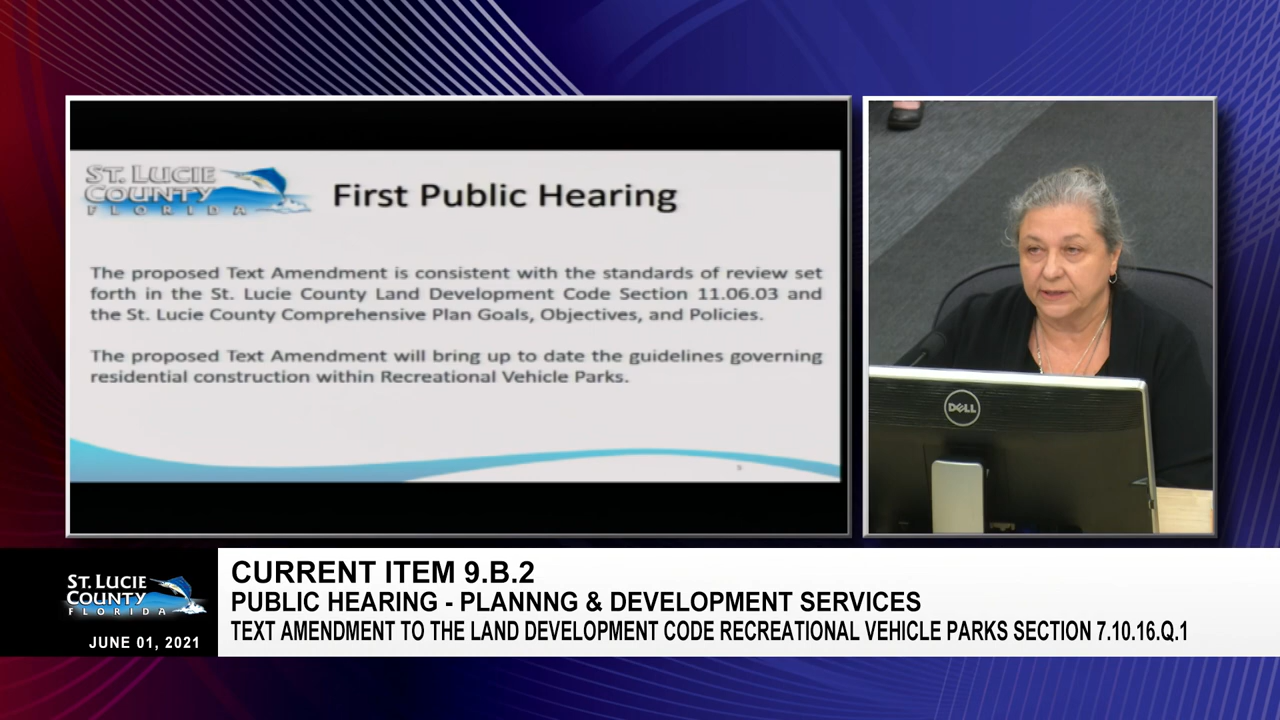 ST. LUCIE
COUNTY
FLORIDA
First Public Hearing
The proposed Text Amendment is consistent with the standards of review set
forth in the St. Lucie County Land Development Code Section 11.06.03 and
the St. Lucie County Comprehensive Plan Goals, Objectives, and Policies.
The proposed Text Amendment will bring up to date the guidelines governing
residential construction within Recreational Vehicle Parks.
5
DELL
ST. LUCIE
COUNTY
FLORIDA
JUNE 01, 2021
CURRENT ITEM 9.B.2
PUBLIC HEARING - PLANNNG & DEVELOPMENT SERVICES
TEXT AMENDMENT TO THE LAND DEVELOPMENT CODE RECREATIONAL VEHICLE PARKS SECTION 7.10.16.Q.1